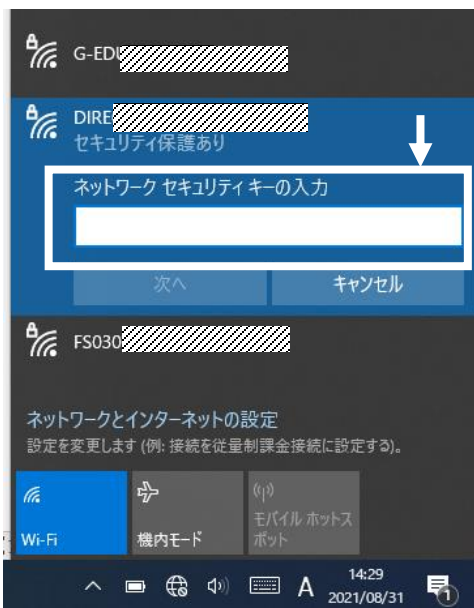 G-EDU
DIRE
セキュリティ保護あり
ネットワーク セキュリティ キーの入力
次へ
キャンセル
FS030
ネットワークとインターネットの設定
設定を変更します (例: 接続を従量制課金接続に設定する)。
Wi-Fi
機内モード
モバイル ホットス
ポット
A
14:29
2021/08/31
1